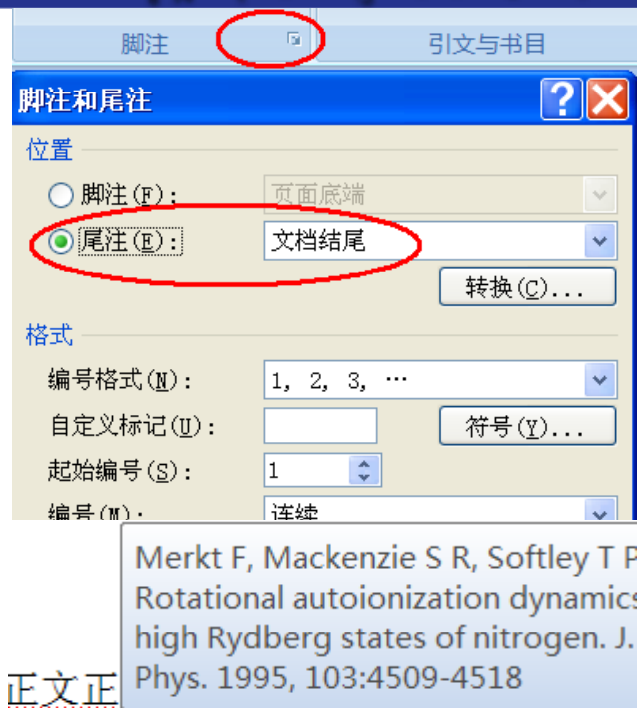 脚注 引文与书目
脚注和尾注
位置
脚注(F): 页面底端
尾注(E): 文档结尾
转换(C)...
格式
编号格式(N): 1, 2, 3, …
自定义标记(U): 符号(Y)...
起始编号(S): 1
编号(M): 连续
Merkt F, Mackenzie S R, Softley T P
Rotational autoionization dynamics
high Rydberg states of nitrogen. J.
Phys. 1995, 103:4509-4518
正文正